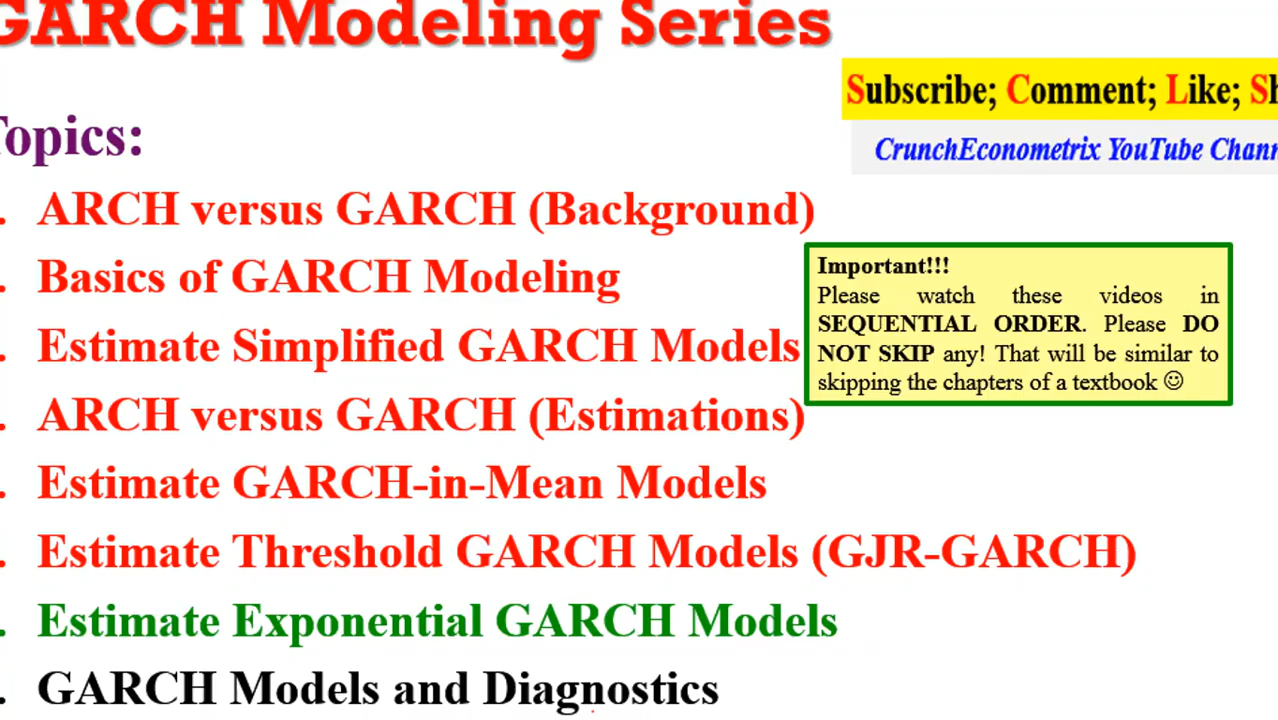 GARCH Modeling Series
Subscribe; Comment; Like; Sh
Topics:
CrunchEconometrix YouTube Chann
. ARCH versus GARCH (Background)
. Basics of GARCH Modeling
. Estimate Simplified GARCH Models
. ARCH versus GARCH (Estimations)
. Estimate GARCH-in-Mean Models
. Estimate Threshold GARCH Models (GJR-GARCH)
. Estimate Exponential GARCH Models
. GARCH Models and Diagnostics
Important!!!
Please watch these videos in
SEQUENTIAL ORDER. Please DO
NOT SKIP any! That will be similar to
skipping the chapters of a textbook ☺